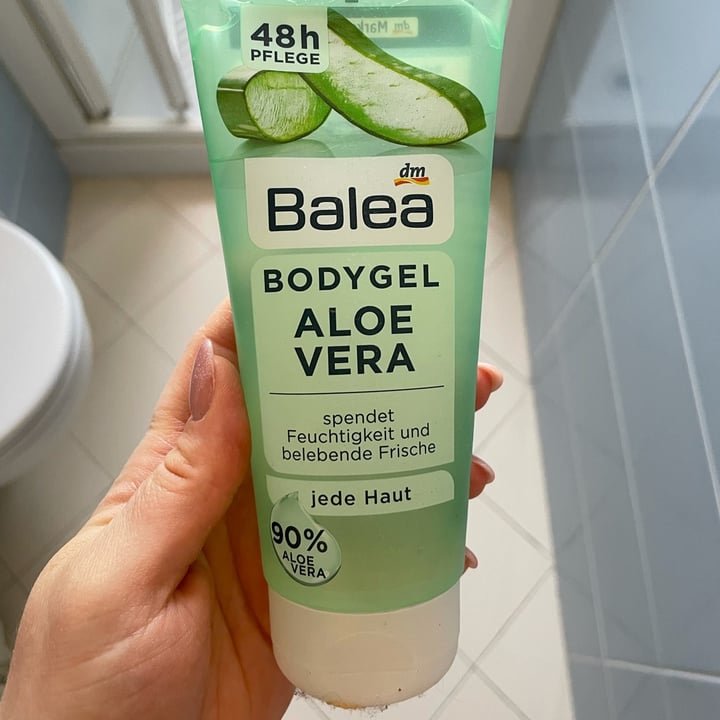 48h
PFLEGE
dm
Balea
BODYGEL
ALOE
VERA
spendet
Feuchtigkeit und
belebende Frische
jede Haut
90%
ALOE
VERA